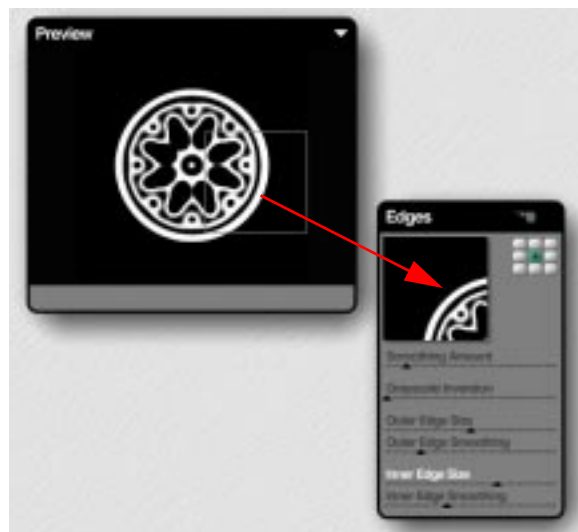 Preview
Edges
Smoothing Amount
Grayscale Inversion
Outer Edge Size
Outer Edge Smoothing
Inner Edge Size
Inner Edge Smoothing